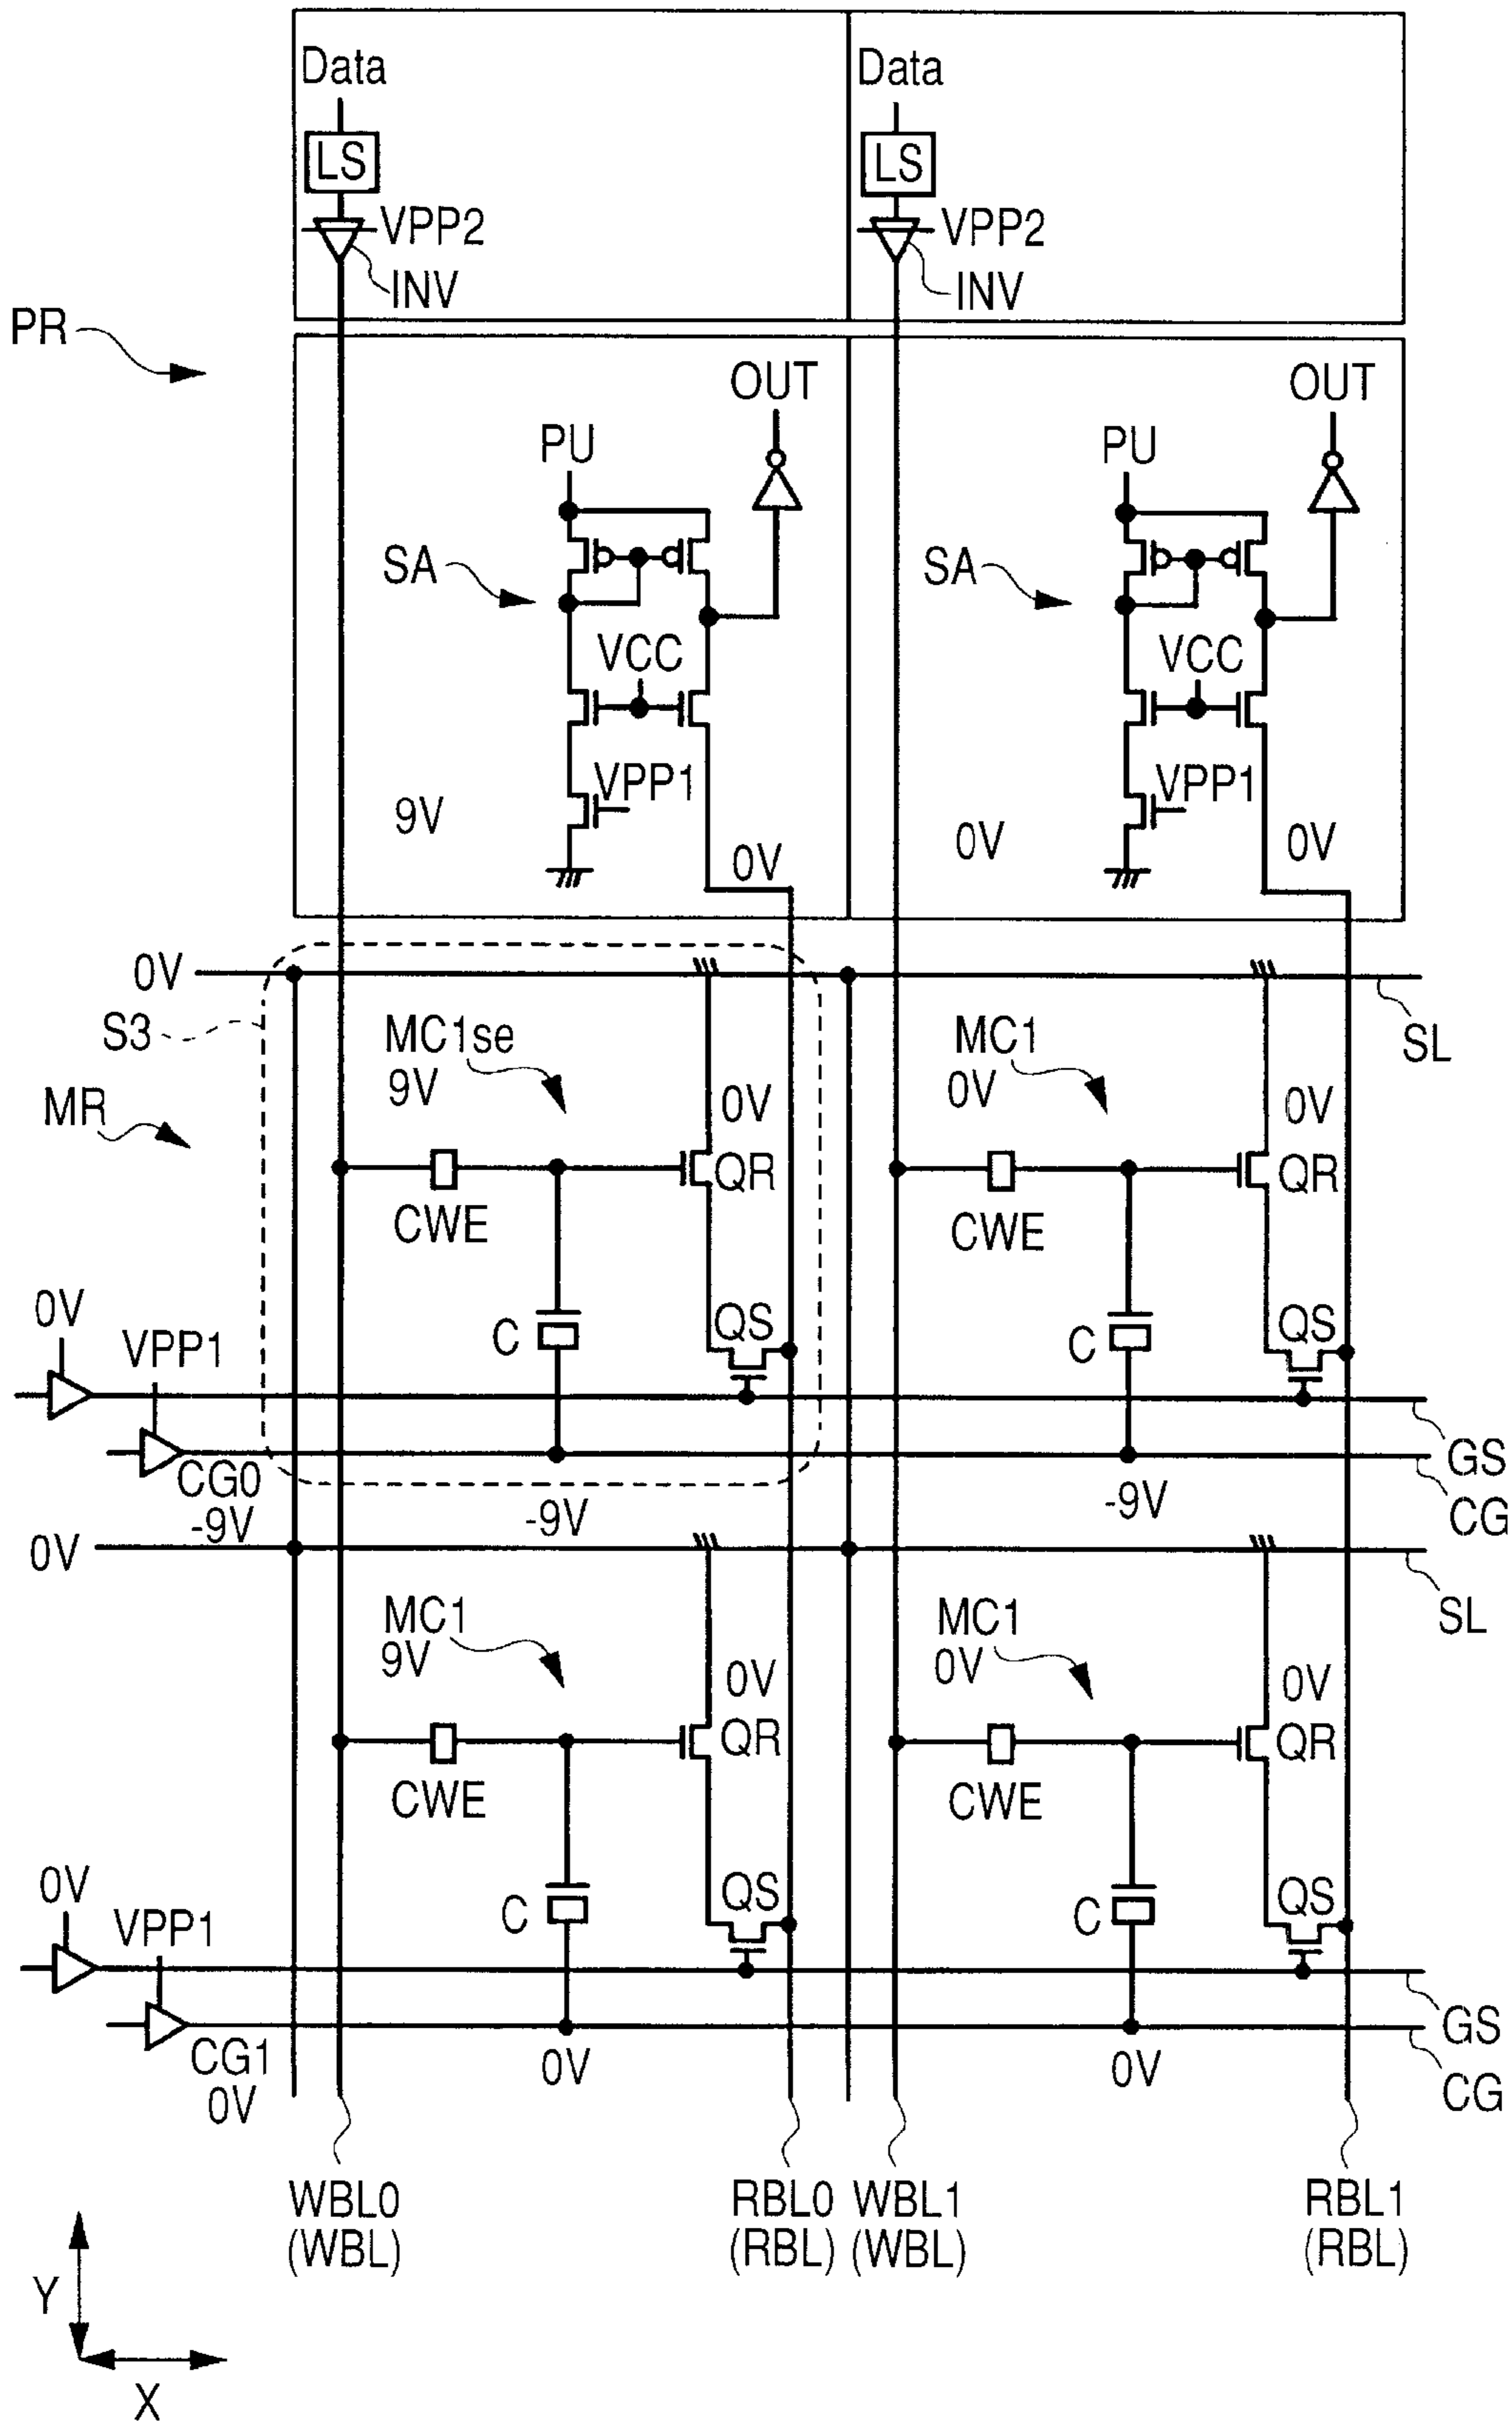 Data
Data
LS
LS
VPP2
VPP2
INV
INV
PR
OUT
OUT
PU
PU
SA
SA
VCC
VCC
VPP1
VPP1
9V
0V
0V
0V
0V
S3
MC1se
9V
MC1
0V
SL
MR
0V
0V
QR
QR
CWE
CWE
0V
VPP1
C
QS
C
QS
GS
CG0
-9V
-9V
-9V
CG
0V
SL
MC1
9V
MC1
0V
0V
0V
QR
QR
CWE
CWE
0V
VPP1
C
QS
C
QS
GS
CG1
0V
0V
0V
CG
WBL0
(WBL)
RBL0
(RBL)
WBL1
(WBL)
RBL1
(RBL)
Y
X